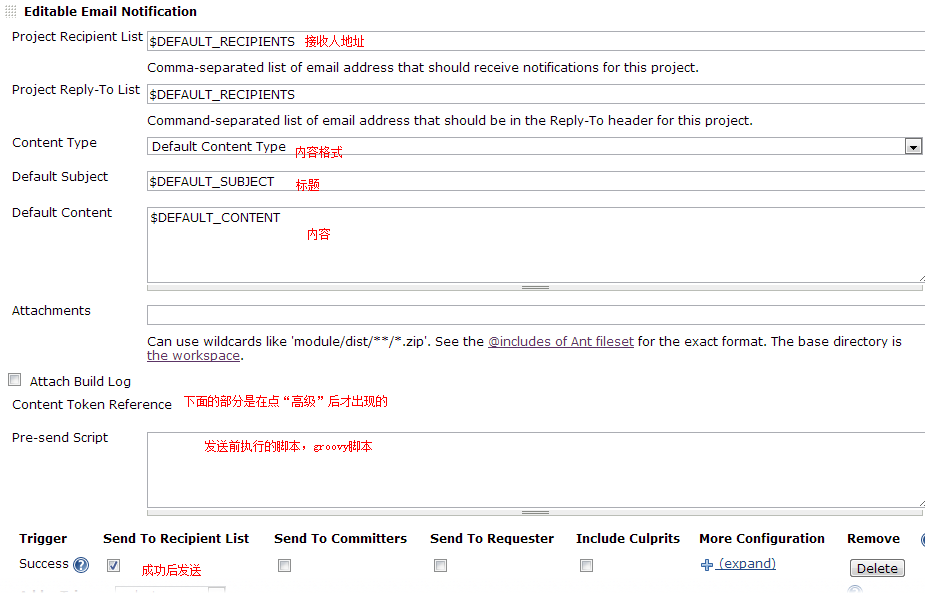 Editable Email Notification
Project Recipient List $DEFAULT_RECIPIENTS 接收人地址
Comma-separated list of email address that should receive notifications for this project.
Project Reply-To List $DEFAULT_RECIPIENTS
Command-separated list of email address that should be in the Reply-To header for this project.
Content Type Default Content Type 内容格式
Default Subject $DEFAULT_SUBJECT 标题
Default Content $DEFAULT_CONTENT
内容
Attachments
Can use wildcards like 'module/dist/**/*.zip'. See the @includes of Ant fileset for the exact format. The base directory is
the workspace.
Attach Build Log
Content Token Reference 下面的部分是在点“高级”后才出现的
Pre-send Script 发送前执行的脚本，groovy脚本
Trigger Send To Recipient List Send To Committers Send To Requester Include Culprits More Configuration Remove
Success 成功后发送 (expand) Delete